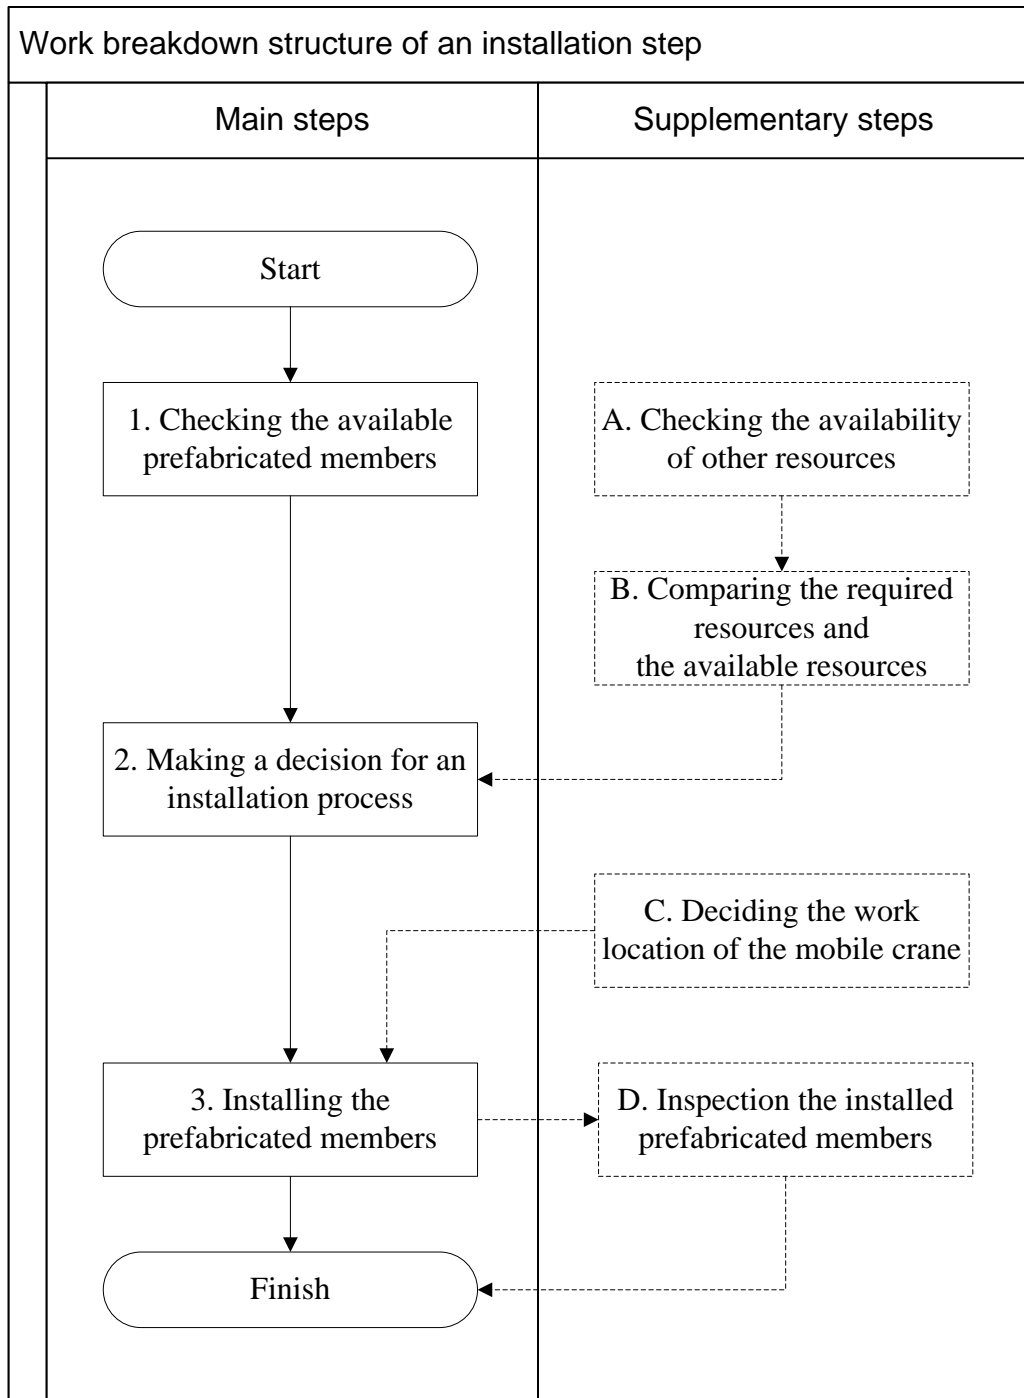 Work breakdown structure of an installation step
Main steps
Supplementary steps
Start
1. Checking the available
prefabricated members
A. Checking the availability
of other resources
B. Comparing the required
resources and
the available resources
2. Making a decision for an
installation process
C. Deciding the work
location of the mobile crane
3. Installing the
prefabricated members
D. Inspection the installed
prefabricated members
Finish